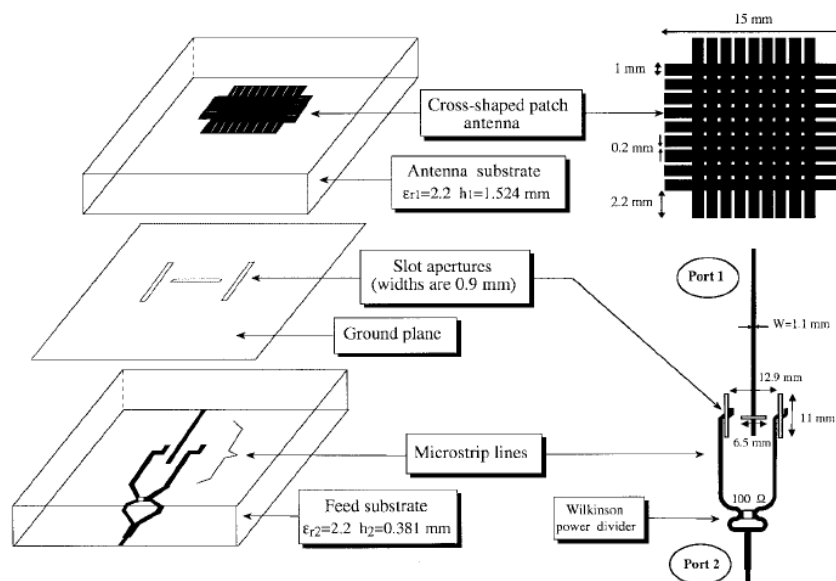 15 mm
1 mm
Cross-shaped patch
antenna
0.2 mm
Antenna substrate
εr1=2.2 h1=1.524 mm
2.2 mm
Slot apertures
(widths are 0.9 mm)
Port 1
Ground plane
W=1.1 mm
12.9 mm
11 mm
6.5 mm
Microstrip lines
Feed substrate
εr2=2.2 h2=0.381 mm
Wilkinson
power divider
100 Ω
Port 2